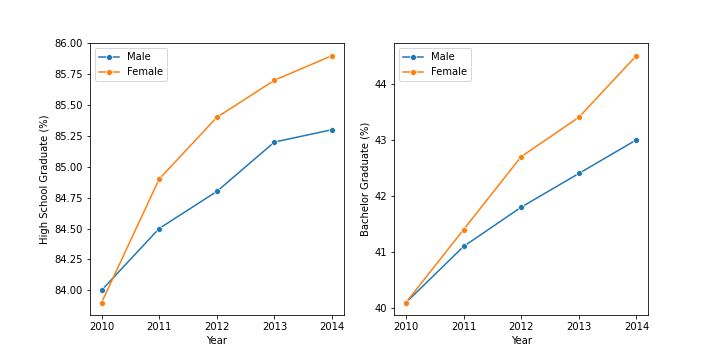 Male
Female
86.00
85.75
85.50
85.25
85.00
84.75
84.50
84.25
84.00
High School Graduate (%)
2010 2011 2012 2013 2014
Year
Male
Female
44
43
42
41
40
Bachelor Graduate (%)
2010 2011 2012 2013 2014
Year